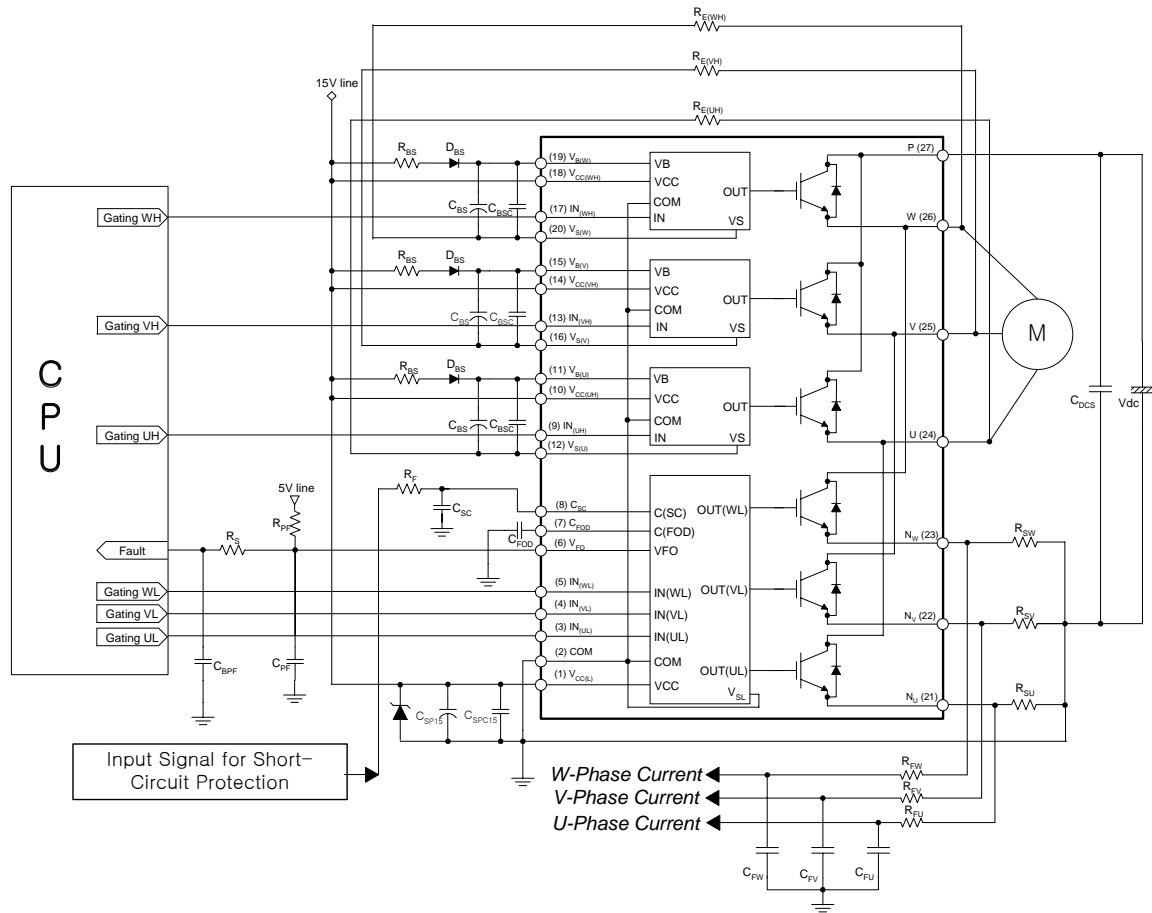 R_E(WH)
R_E(VH)
R_E(UH)
15V line
R_BS D_BS
C_BS C_BSC
(19) V_B(W)
(18) V_CC(WH)
(17) IN_(WH)
(20) V_S(W)
VB
VCC
COM
IN
OUT
VS
P (27)
W (26)
Gating WH
R_BS D_BS
C_BS C_BSC
(15) V_B(V)
(14) V_CC(VH)
(13) IN_(VH)
(16) V_S(V)
VB
VCC
COM
IN
OUT
VS
V (25)
M
Gating VH
CPU
R_BS D_BS
C_BS C_BSC
(11) V_B(U)
(10) V_CC(UH)
(9) IN_(UH)
(12) V_S(U)
VB
VCC
COM
IN
OUT
VS
U (24)
C_DCS
Vdc
Gating UH
R_F
C_SC
5V line
R_PF
R_S
C_FOD
Fault
Gating WL
Gating VL
Gating UL
C_BPF
C_PF
(8) C_SC
(7) C_FOD
(6) V_FO
(5) IN_(WL)
(4) IN_(VL)
(3) IN_(UL)
(2) COM
(1) V_CC(L)
C(SC)
C(FOD)
VFO
IN(WL)
IN(VL)
IN(UL)
COM
VCC
OUT(WL)
OUT(VL)
OUT(UL)
V_SL
N_W (23)
N_V (22)
N_U (21)
R_SW
R_SV
R_SU
C_SP15 C_SPC15
Input Signal for Short-
Circuit Protection
W-Phase Current
V-Phase Current
U-Phase Current
R_FW
R_FV
R_FU
C_FW C_FV C_FU